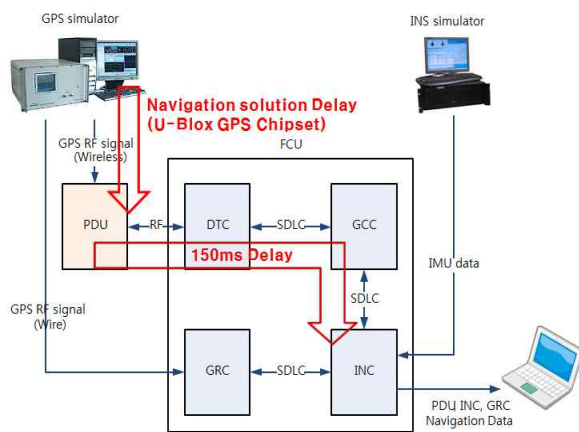 GPS simulator
INS simulator
Navigation solution Delay
(U-Blox GPS Chipset)
GPS RF signal
(Wireless)
FCU
PDU
RF
DTC
SDLC
GCC
150ms Delay
IMU data
SDLC
GPS RF signal
(Wire)
GRC
SDLC
INC
PDU INC, GRC
Navigation Data